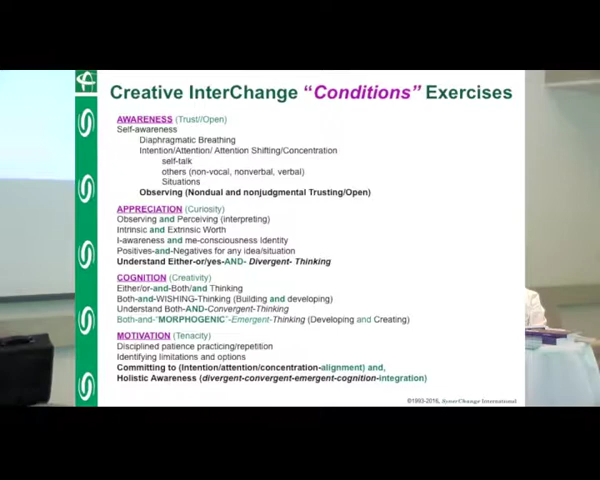 Creative InterChange “Conditions” Exercises
AWARENESS (Trust//Open)
Self-awareness
Diaphragmatic Breathing
Intention/Attention/ Attention Shifting/Concentration
self-talk
others (non-vocal, nonverbal, verbal)
Situations
Observing (Nondual and nonjudgmental Trusting/Open)
APPRECIATION (Curiosity)
Observing and Perceiving (interpreting)
Intrinsic and Extrinsic Worth
I-awareness and me-consciousness Identity
Positives-and-Negatives for any idea/situation
Understand Either-or/yes-AND- Divergent- Thinking
COGNITION (Creativity)
Either/or-and-Both/and Thinking
Both-and-WISHING-Thinking (Building and developing)
Understand Both-AND-Convergent-Thinking
Both-and-“MORPHOGENIC”-Emergent-Thinking (Developing and Creating)
MOTIVATION (Tenacity)
Disciplined patience practicing/repetition
Identifying limitations and options
Committing to (Intention/attention/concentration-alignment) and,
Holistic Awareness (divergent-convergent-emergent-cognition-integration)
©1993-2016, SynerChange International